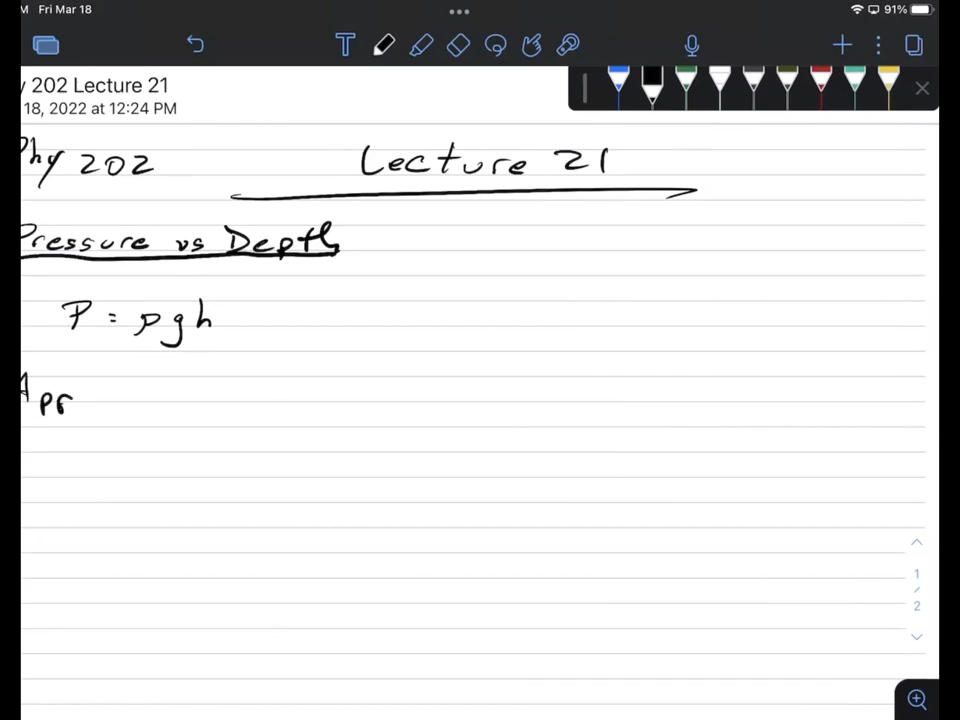 M Fri Mar 18
91%
y 202 Lecture 21
18, 2022 at 12:24 PM
Phy 202 Lecture 21
Pressure vs Depth
P = ρgh
A pr
1
/
2